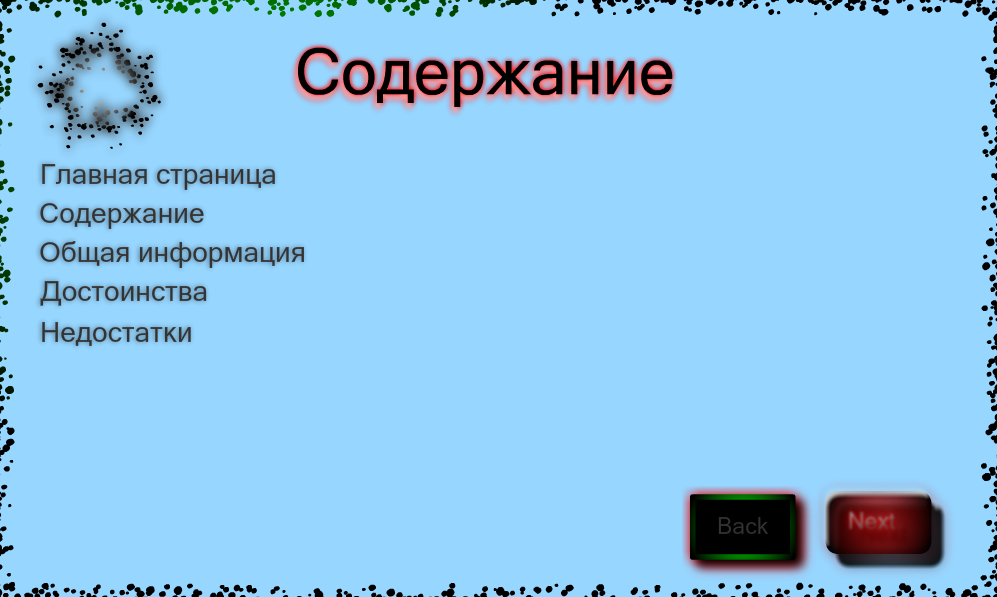 Содержание
Главная страница
Содержание
Общая информация
Достоинства
Недостатки
Back
Next